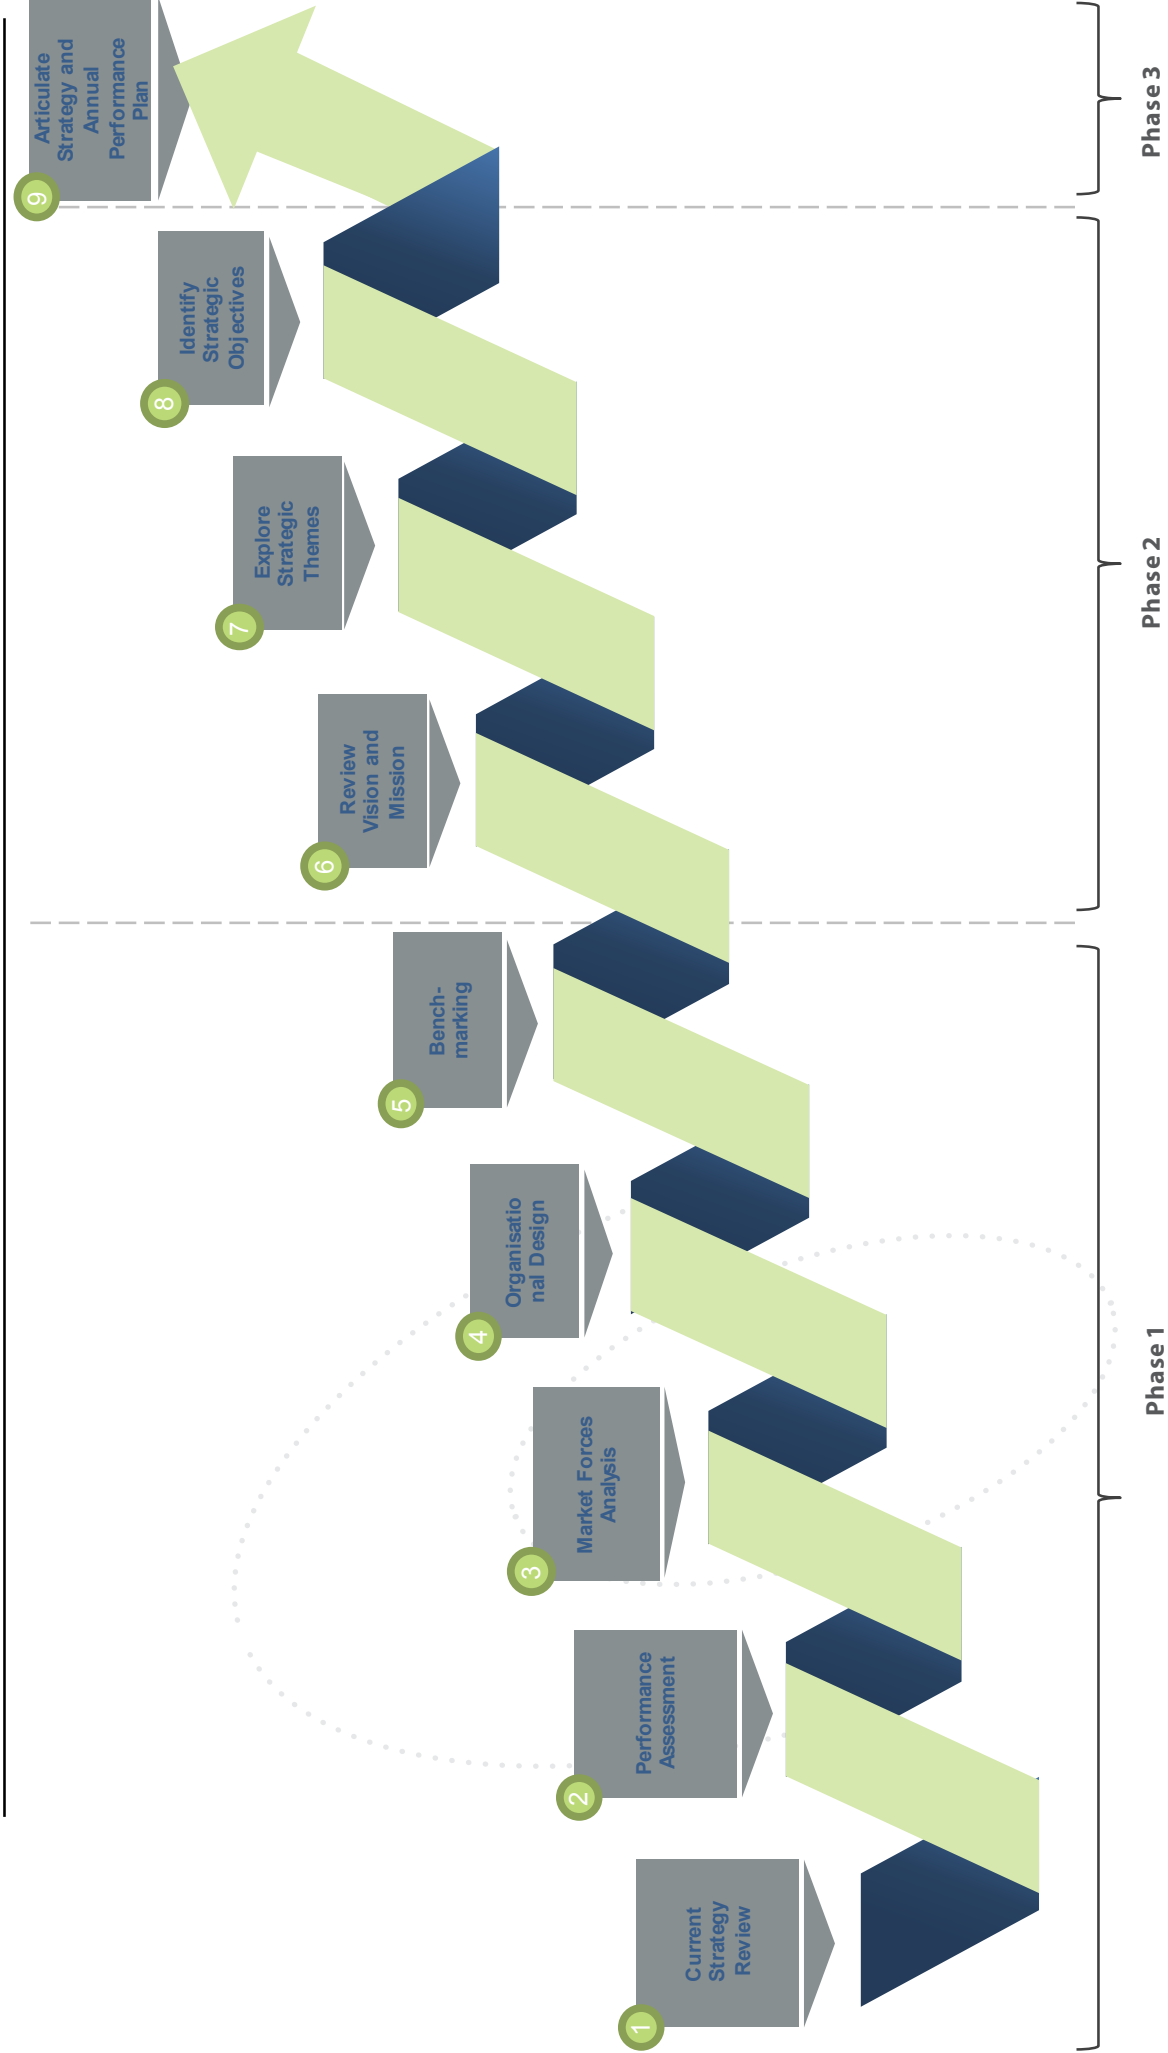 1
Current
Strategy
Review
2
Performance
Assessment
3
Market Forces
Analysis
4
Organisatio
nal Design
5
Bench-
marking
6
Review
Vision and
Mission
7
Explore
Strategic
Themes
8
Identify
Strategic
Objectives
9
Articulate
Strategy and
Annual
Performance
Plan
Phase 1
Phase 2
Phase 3